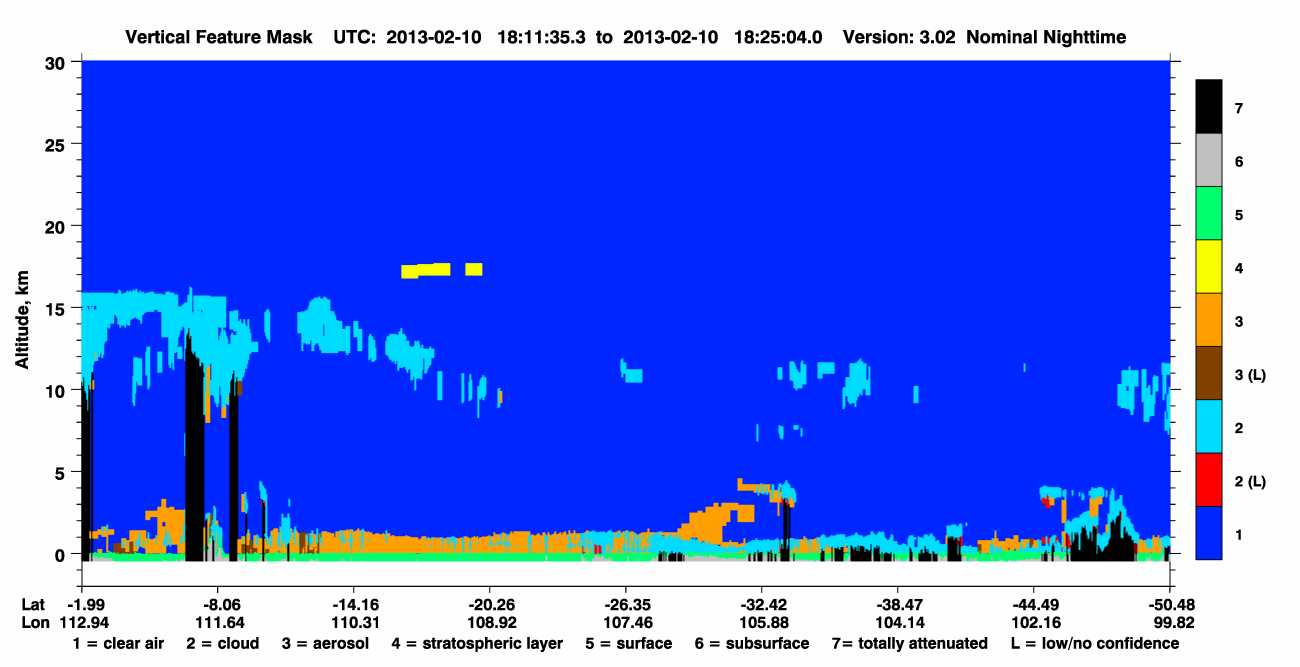 Vertical Feature Mask UTC: 2013-02-10 18:11:35.3 to 2013-02-10 18:25:04.0 Version: 3.02 Nominal Nighttime
Altitude, km
30
25
20
15
10
5
0
7
6
5
4
3
3 (L)
2
2 (L)
1
Lat -1.99 -8.06 -14.16 -20.26 -26.35 -32.42 -38.47 -44.49 -50.48
Lon 112.94 111.64 110.31 108.92 107.46 105.88 104.14 102.16 99.82
1 = clear air 2 = cloud 3 = aerosol 4 = stratospheric layer 5 = surface 6 = subsurface 7= totally attenuated L = low/no confidence